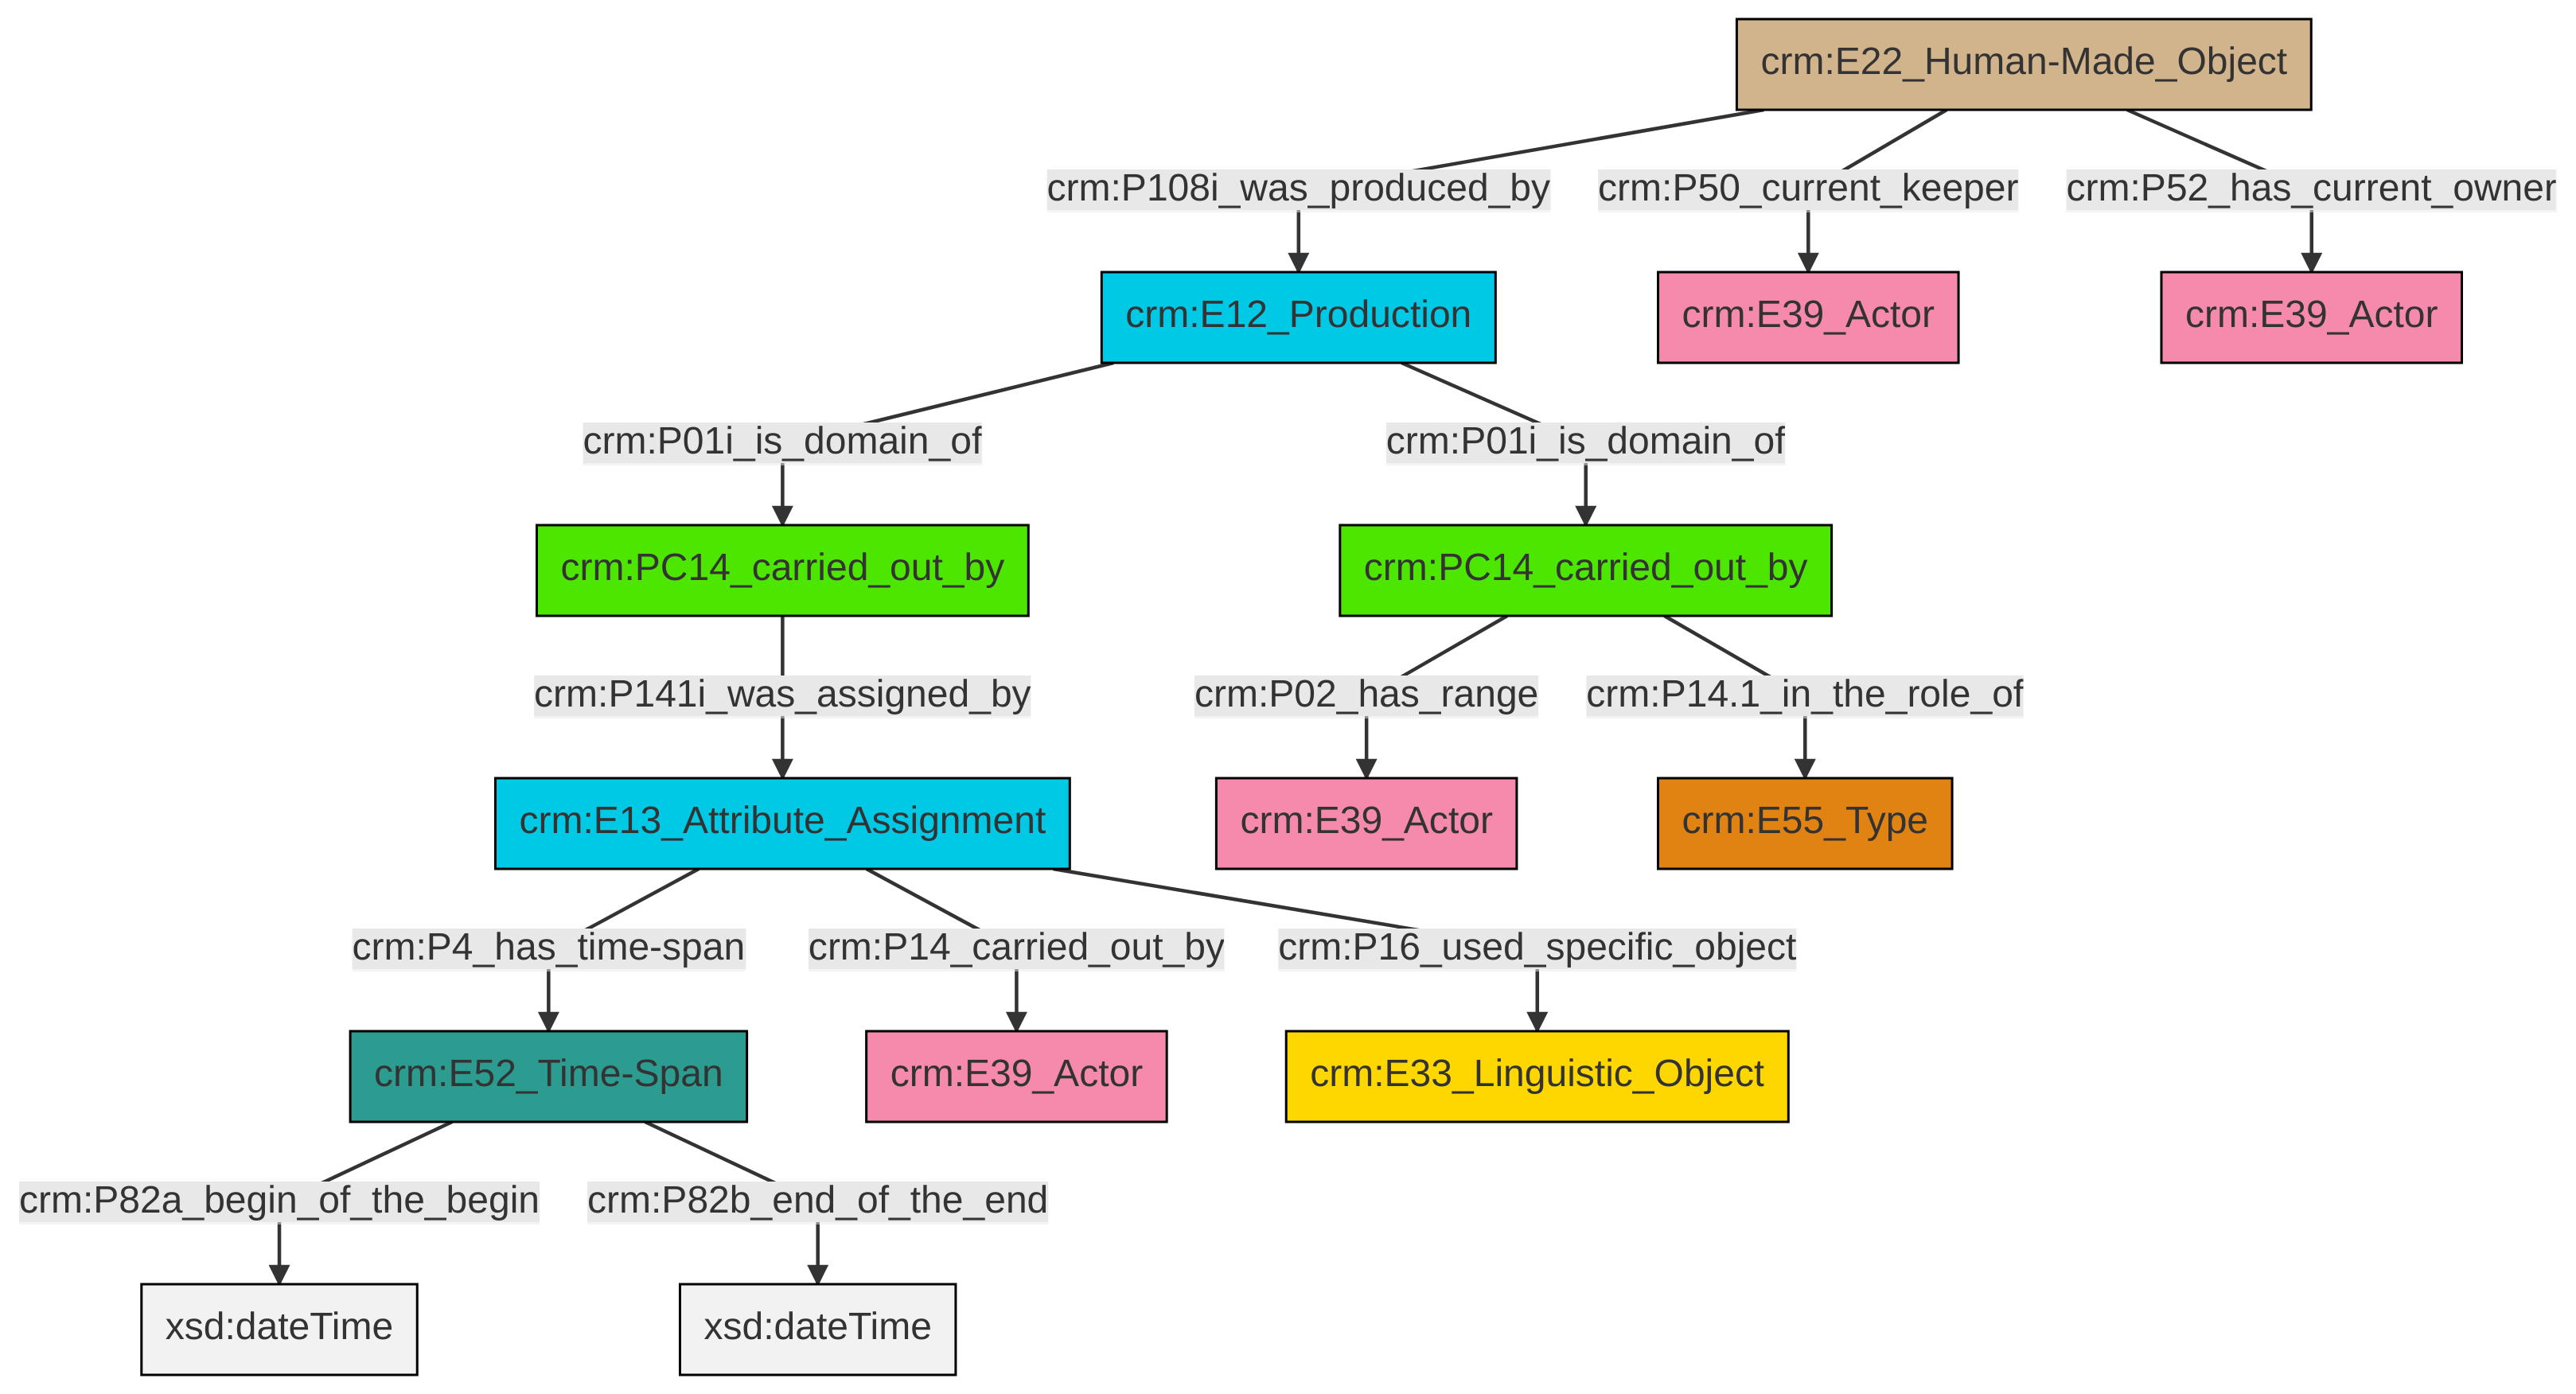 crm:E22_Human-Made_Object
crm:P108i_was_produced_by
crm:P50_current_keeper
crm:P52_has_current_owner
crm:E12_Production
crm:E39_Actor
crm:E39_Actor
crm:P01i_is_domain_of
crm:P01i_is_domain_of
crm:PC14_carried_out_by
crm:PC14_carried_out_by
crm:P141i_was_assigned_by
crm:P02_has_range
crm:P14.1_in_the_role_of
crm:E13_Attribute_Assignment
crm:E39_Actor
crm:E55_Type
crm:P4_has_time-span
crm:P14_carried_out_by
crm:P16_used_specific_object
crm:E52_Time-Span
crm:E39_Actor
crm:E33_Linguistic_Object
crm:P82a_begin_of_the_begin
crm:P82b_end_of_the_end
xsd:dateTime
xsd:dateTime